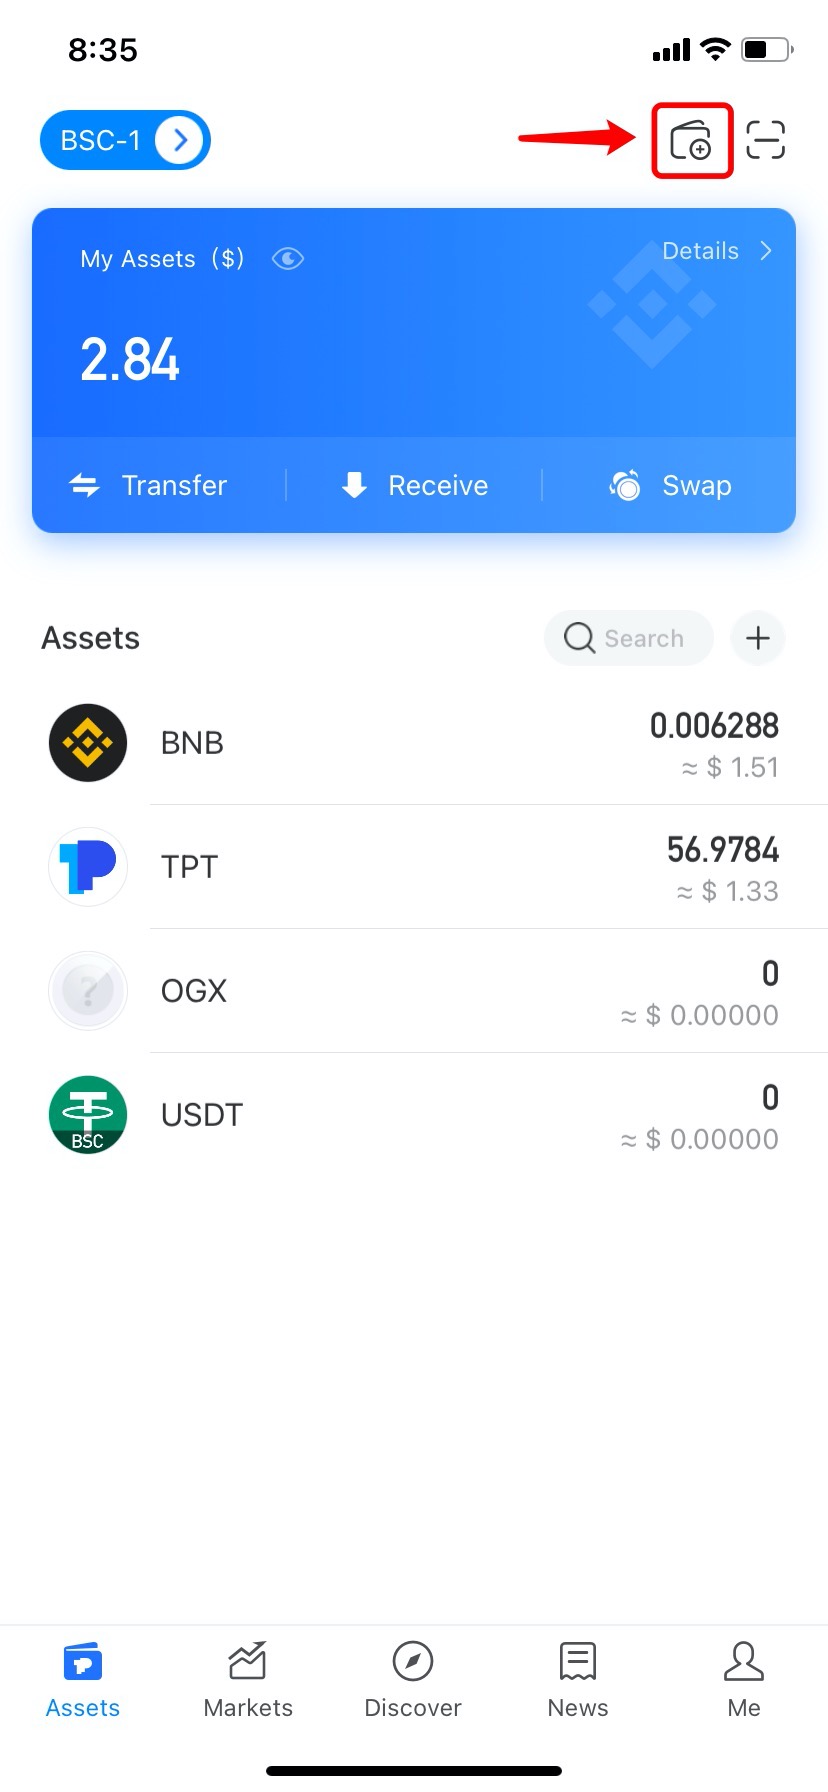 8:35
BSC-1
My Assets ($)
Details
2.84
Transfer
Receive
Swap
Assets
Search
BNB
0.006288
≈ $ 1.51
TPT
56.9784
≈ $ 1.33
?
OGX
0
≈ $ 0.00000
BSC
USDT
0
≈ $ 0.00000
Assets
Markets
Discover
News
Me